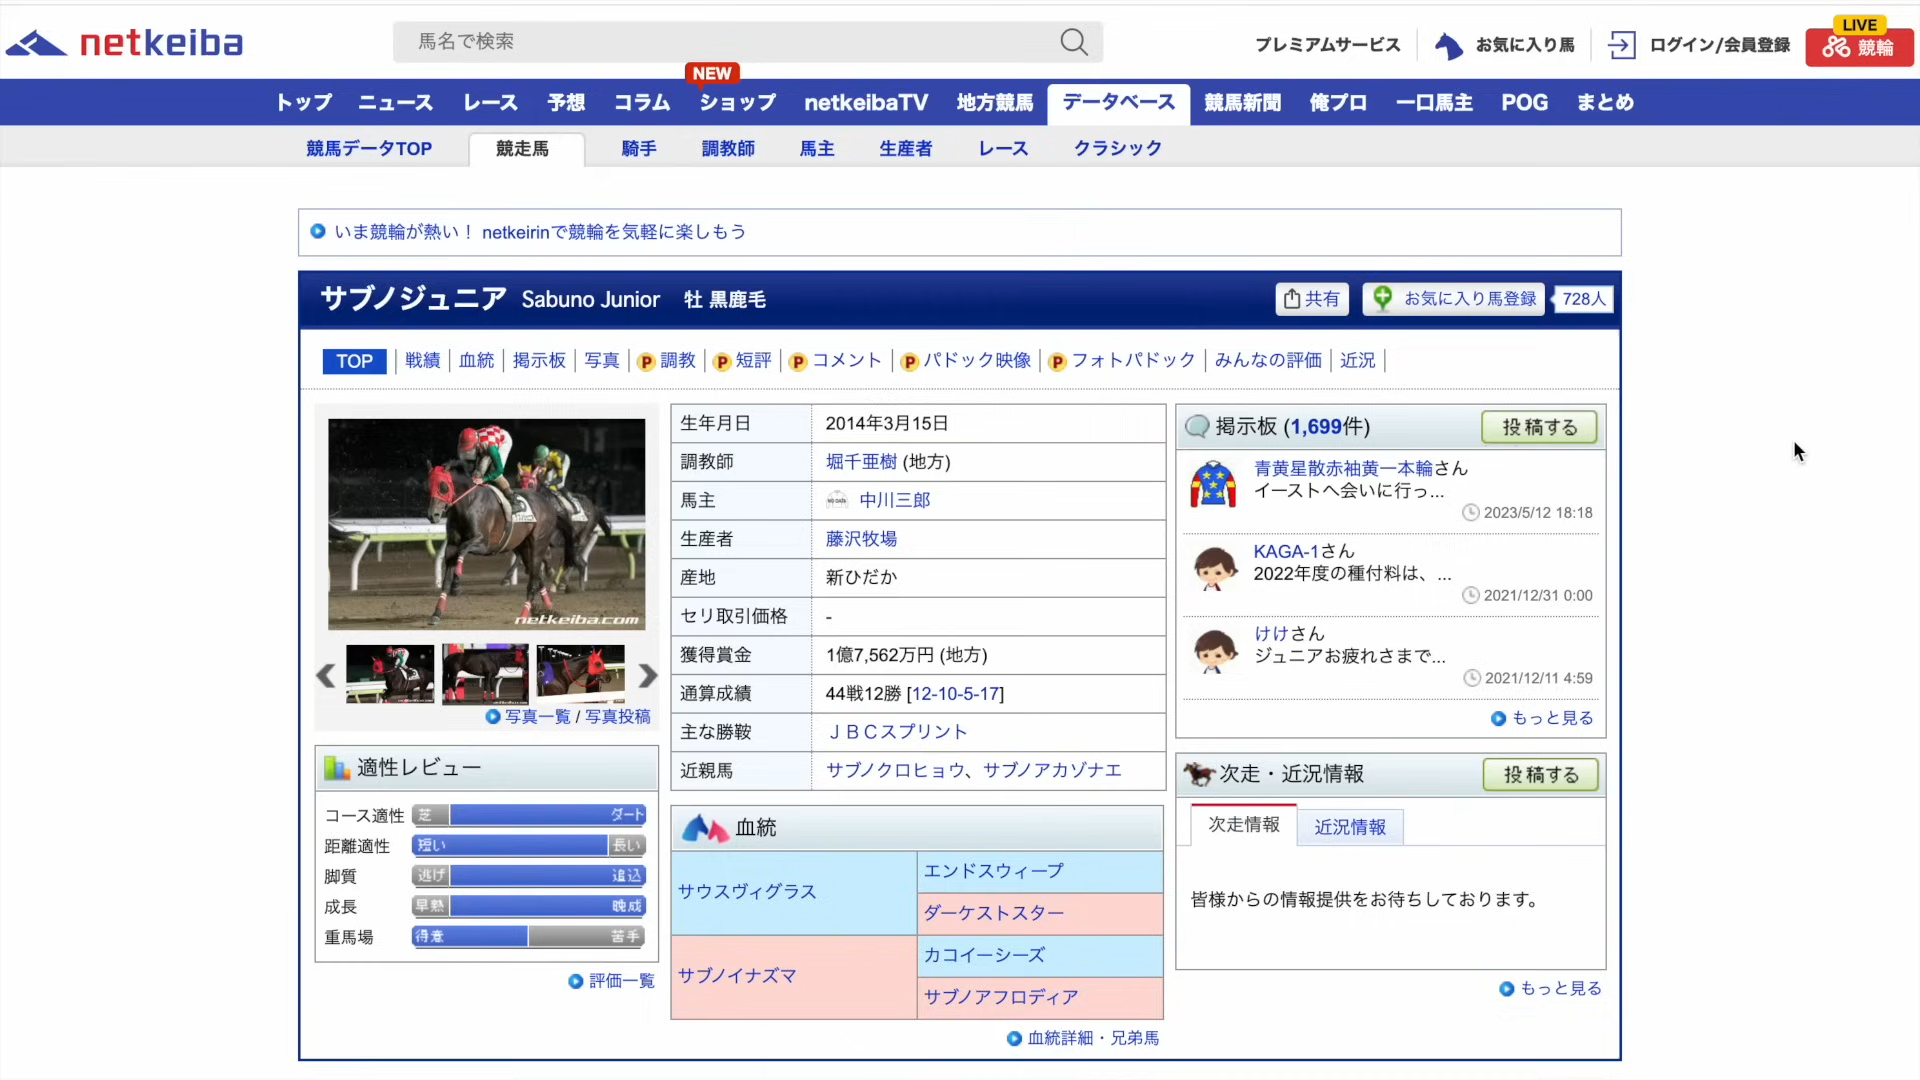 netkeiba
馬名で検索
プレミアムサービス
お気に入り馬
ログイン/会員登録
LIVE
競輪
NEW
トップ ニュース レース 予想 コラム ショップ netkeibaTV 地方競馬 データベース 競馬新聞 俺プロ 一口馬主 POG まとめ
競馬データTOP 競走馬 騎手 調教師 馬主 生産者 レース クラシック
いま競輪が熱い！ netkeirinで競輪を気軽に楽しもう
サブノジュニア Sabuno Junior 牡 黒鹿毛
共有
お気に入り馬登録
728人
TOP 戦績 血統 掲示板 写真 P 調教 P 短評 P コメント P パドック映像 P フォトパドック みんなの評価 近況
netkeiba.com
写真一覧 / 写真投稿
適性レビュー
コース適性 芝 ダート
距離適性 短い 長い
脚質 逃げ 追込
成長 早熟 晩成
重馬場 得意 苦手
評価一覧
生年月日 2014年3月15日
調教師 堀千亜樹 (地方)
馬主 NO DATA 中川三郎
生産者 藤沢牧場
産地 新ひだか
セリ取引価格 -
獲得賞金 1億7,562万円 (地方)
通算成績 44戦12勝 [12-10-5-17]
主な勝鞍 ＪＢＣスプリント
近親馬 サブノクロヒョウ、サブノアカゾナエ
血統
サウスヴィグラス
エンドスウィープ
ダーケストスター
サブノイナズマ
カコイーシーズ
サブノアフロディア
血統詳細・兄弟馬
掲示板 (1,699件)
投稿する
青黄星散赤袖黄一本輪さん
イーストへ会いに行っ...
2023/5/12 18:18
KAGA-1さん
2022年度の種付料は、...
2021/12/31 0:00
けけさん
ジュニアお疲れさまで...
2021/12/11 4:59
もっと見る
次走・近況情報
投稿する
次走情報 近況情報
皆様からの情報提供をお待ちしております。
もっと見る